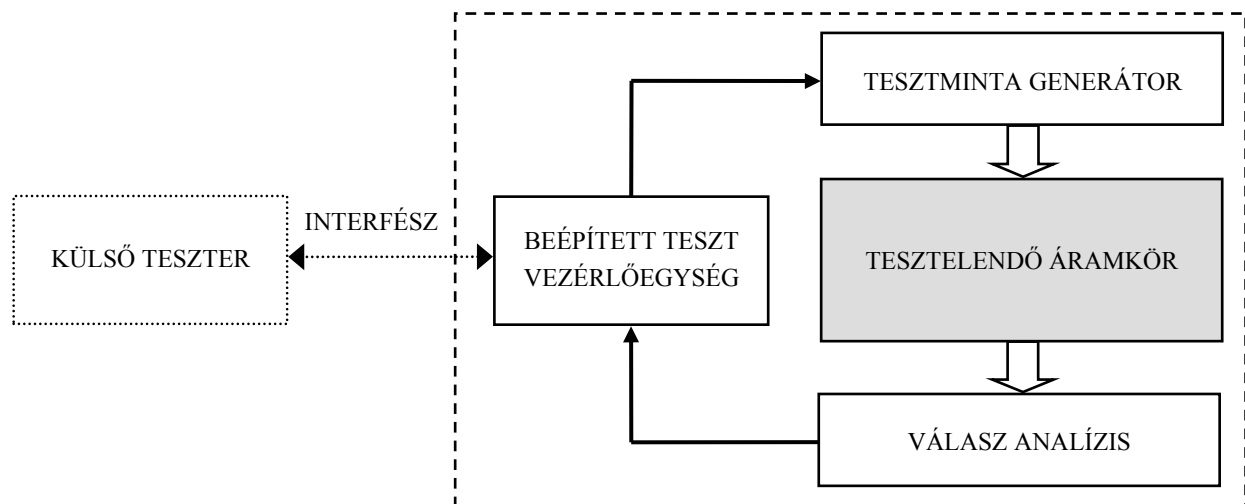 TESZTMINTA GENERÁTOR
INTERFÉSZ
KÜLSŐ TESZTER
BEÉPÍTETT TESZT
VEZÉRLŐEGYSÉG
TESZTELENDŐ ÁRAMKÖR
VÁLASZ ANALÍZIS